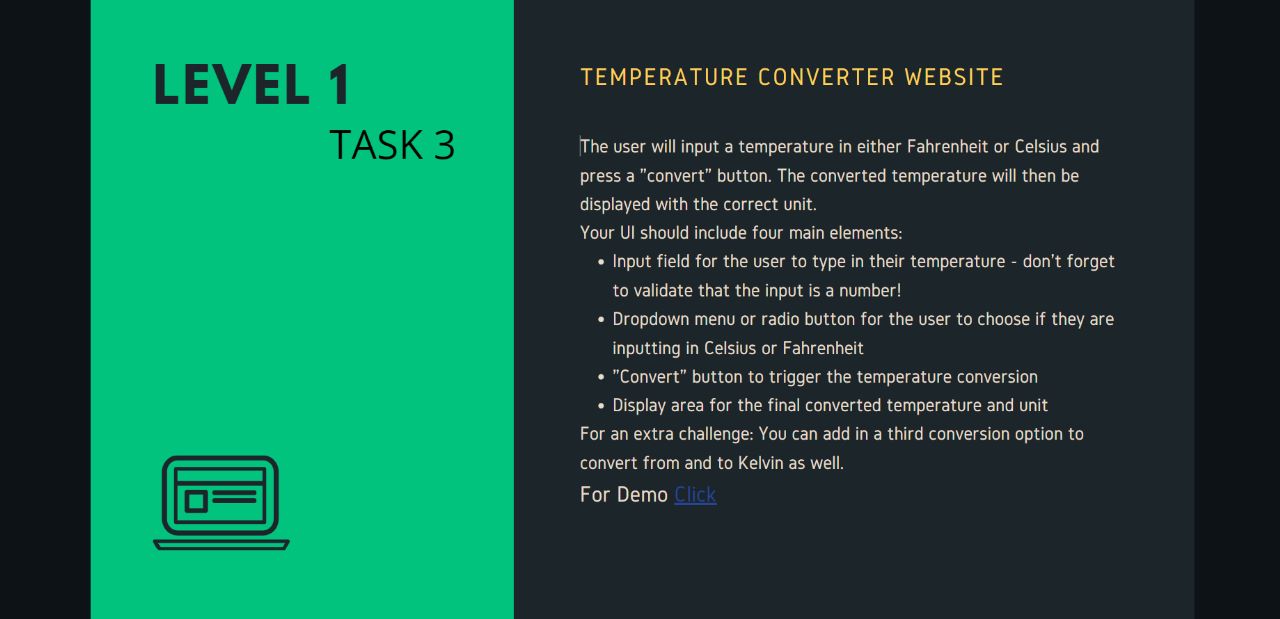 LEVEL 1
TASK 3
TEMPERATURE CONVERTER WEBSITE
The user will input a temperature in either Fahrenheit or Celsius and
press a "convert" button. The converted temperature will then be
displayed with the correct unit.
Your UI should include four main elements:
• Input field for the user to type in their temperature - don't forget
to validate that the input is a number!
• Dropdown menu or radio button for the user to choose if they are
inputting in Celsius or Fahrenheit
• "Convert" button to trigger the temperature conversion
• Display area for the final converted temperature and unit
For an extra challenge: You can add in a third conversion option to
convert from and to Kelvin as well.
For Demo Click